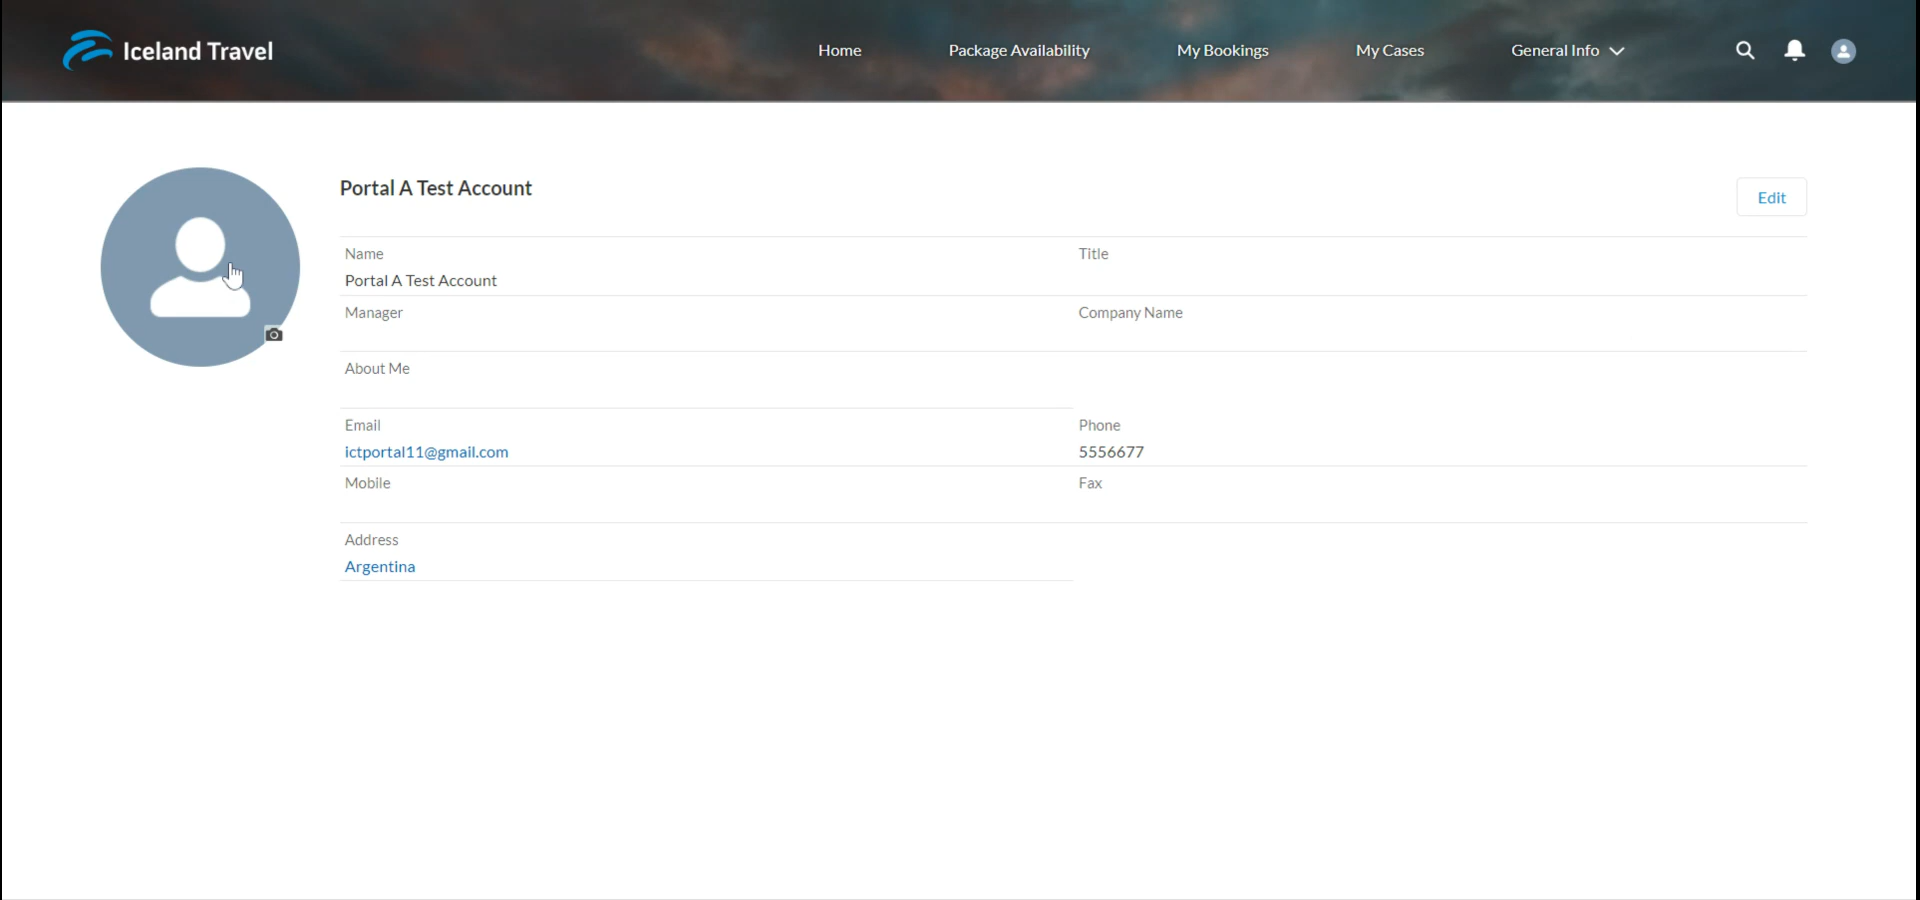 Iceland Travel
Home
Package Availability
My Bookings
My Cases
General Info
Portal A Test Account
Edit
Name
Portal A Test Account
Title
Manager
Company Name
About Me
Email
ictportal11@gmail.com
Phone
5556677
Mobile
Fax
Address
Argentina